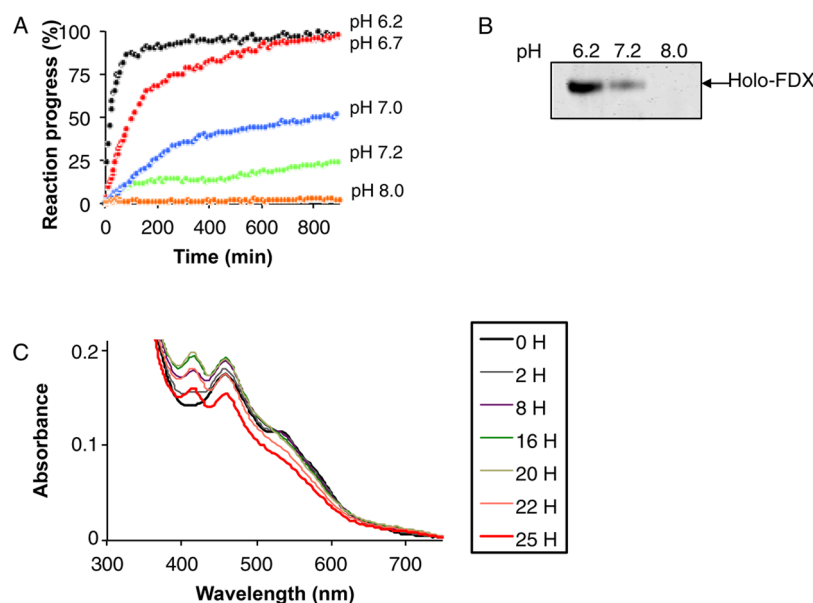 A
Reaction progress (%)
100
75
50
25
0
0 200 400 600 800
Time (min)
pH 6.2
pH 6.7
pH 7.0
pH 7.2
pH 8.0
B
pH 6.2 7.2 8.0
Holo-FDX
C
Absorbance
0.2
0.1
0
300 400 500 600 700
Wavelength (nm)
0 H
2 H
8 H
16 H
20 H
22 H
25 H